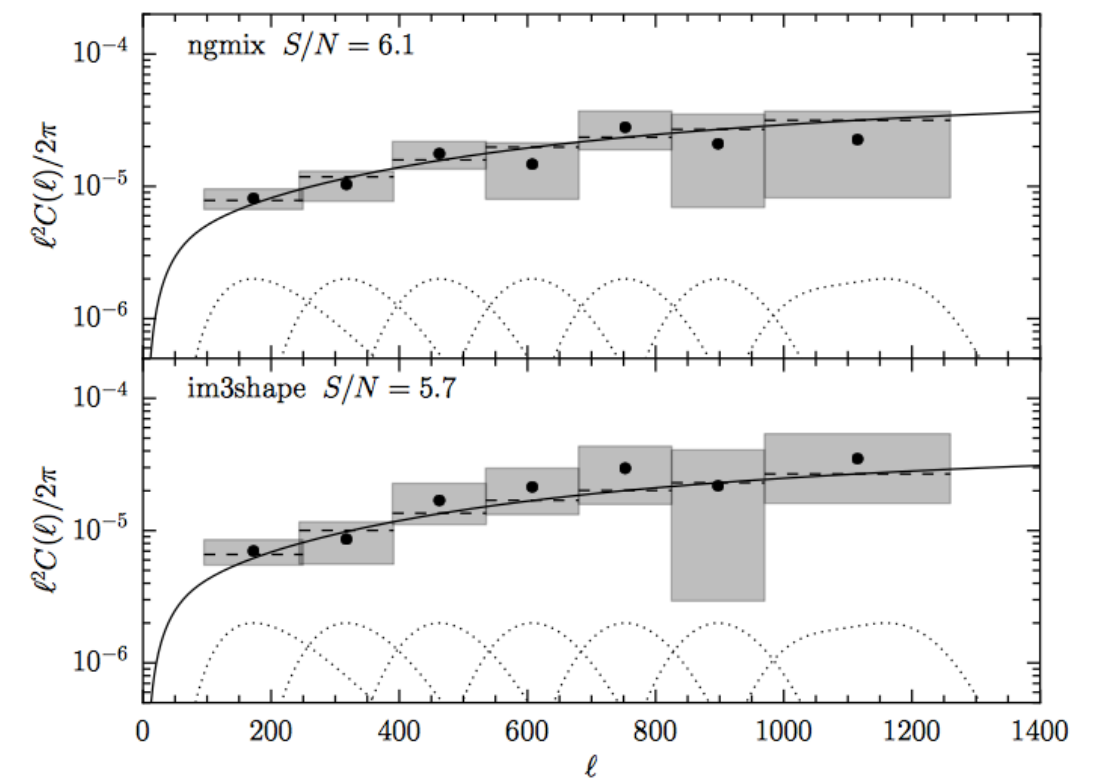 ngmix S/N = 6.1
ℓ²C(ℓ)/2π
10⁻⁴
10⁻⁵
10⁻⁶
im3shape S/N = 5.7
ℓ²C(ℓ)/2π
10⁻⁴
10⁻⁵
10⁻⁶
0 200 400 600 800 1000 1200 1400
ℓ